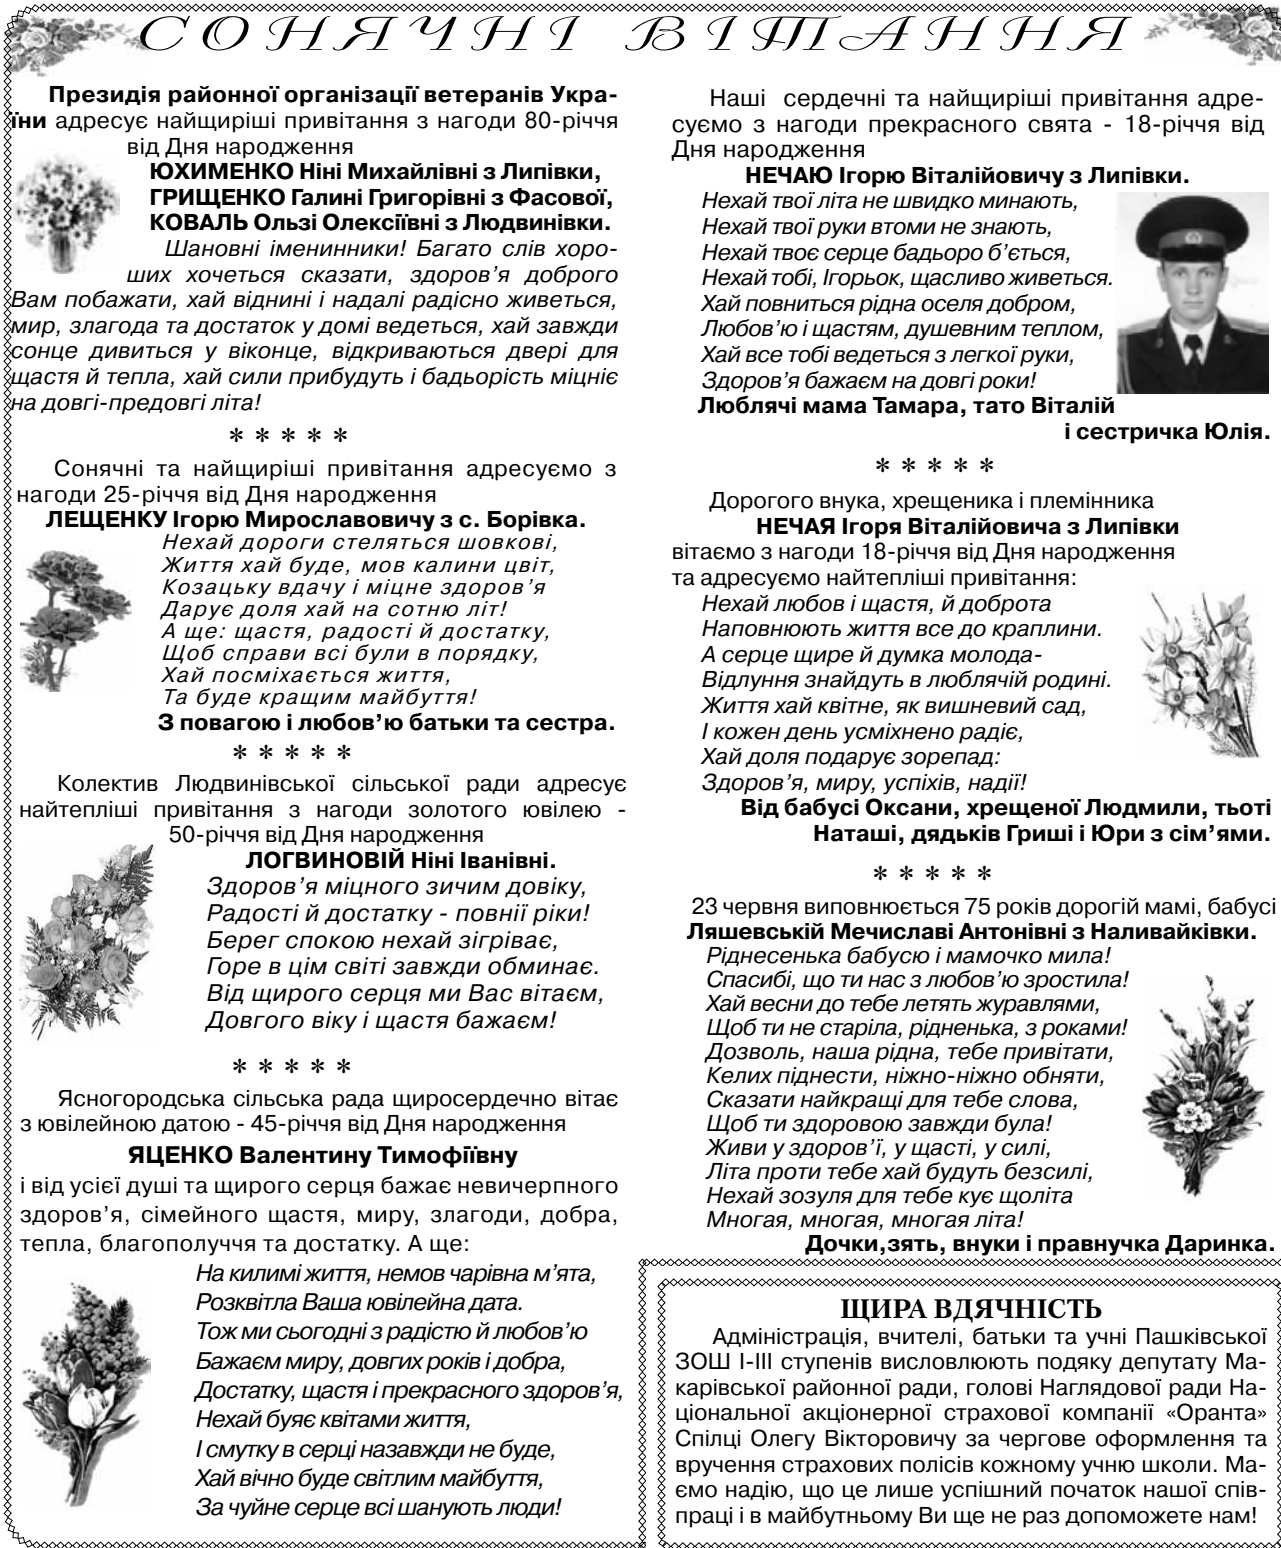 СОНЯЧНІ ВІТАННЯ
Президія районної організації ветеранів Укра-
їни адресує найщиріші привітання з нагоди 80-річчя
від Дня народження
ЮХИМЕНКО Ніні Михайлівні з Липівки,
ГРИЩЕНКО Галині Григорівні з Фасової,
КОВАЛЬ Ользі Олексіївні з Людвинівки.
Шановні іменинники! Багато слів хоро-
ших хочеться сказати, здоров’я доброго
Вам побажати, хай віднині і надалі радісно живеться,
мир, злагода та достаток у домі ведеться, хай завжди
сонце дивиться у віконце, відкриваються двері для
щастя й тепла, хай сили прибудуть і бадьорість міцніє
на довгі-предовгі літа!
* * * * *
Сонячні та найщиріші привітання адресуємо з
нагоди 25-річчя від Дня народження
ЛЕЩЕНКУ Ігорю Мирославовичу з с. Борівка.
Нехай дороги стеляться шовкові,
Життя хай буде, мов калини цвіт,
Козацьку вдачу і міцне здоров’я
Дарує доля хай на сотню літ!
А ще: щастя, радості й достатку,
Щоб справи всі були в порядку,
Хай посміхається життя,
Та буде кращим майбуття!
З повагою і любов’ю батьки та сестра.
* * * * *
Колектив Людвинівської сільської ради адресує
найтепліші привітання з нагоди золотого ювілею -
50-річчя від Дня народження
ЛОГВИНОВІЙ Ніні Іванівні.
Здоров’я міцного зичим довіку,
Радості й достатку - повнії ріки!
Берег спокою нехай зігріває,
Горе в цім світі завжди обминає.
Від щирого серця ми Вас вітаєм,
Довгого віку і щастя бажаєм!
* * * * *
Ясногородська сільська рада щиросердечно вітає
з ювілейною датою - 45-річчя від Дня народження
ЯЦЕНКО Валентину Тимофіївну
і від усієї душі та щирого серця бажає невичерпного
здоров’я, сімейного щастя, миру, злагоди, добра,
тепла, благополуччя та достатку. А ще:
На килимі життя, немов чарівна м’ята,
Розквітла Ваша ювілейна дата.
Тож ми сьогодні з радістю й любов’ю
Бажаєм миру, довгих років і добра,
Достатку, щастя і прекрасного здоров’я,
Нехай буяє квітами життя,
І смутку в серці назавжди не буде,
Хай вічно буде світлим майбуття,
За чуйне серце всі шанують люди!
Наші сердечні та найщиріші привітання адре-
суємо з нагоди прекрасного свята - 18-річчя від
Дня народження
НЕЧАЮ Ігорю Віталійовичу з Липівки.
Нехай твої літа не швидко минають,
Нехай твої руки втоми не знають,
Нехай твоє серце бадьоро б’ється,
Нехай тобі, Ігорьок, щасливо живеться.
Хай повниться рідна оселя добром,
Любов’ю і щастям, душевним теплом,
Хай все тобі ведеться з легкої руки,
Здоров’я бажаєм на довгі роки!
Люблячі мама Тамара, тато Віталій
і сестричка Юлія.
* * * * *
Дорогого внука, хрещеника і племінника
НЕЧАЯ Ігоря Віталійовича з Липівки
вітаємо з нагоди 18-річчя від Дня народження
та адресуємо найтепліші привітання:
Нехай любов і щастя, й доброта
Наповнюють життя все до краплини.
А серце щире й думка молода-
Відлуння знайдуть в люблячій родині.
Життя хай квітне, як вишневий сад,
І кожен день усміхнено радіє,
Хай доля подарує зорепад:
Здоров’я, миру, успіхів, надії!
Від бабусі Оксани, хрещеної Людмили, тьоті
Наташі, дядьків Гриші і Юри з сім’ями.
* * * * *
23 червня виповнюється 75 років дорогій мамі, бабусі
Ляшевській Мечиславі Антонівні з Наливайківки.
Ріднесенька бабусю і мамочко мила!
Спасибі, що ти нас з любов’ю зростила!
Хай весни до тебе летять журавлями,
Щоб ти не старіла, рідненька, з роками!
Дозволь, наша рідна, тебе привітати,
Келих піднести, ніжно-ніжно обняти,
Сказати найкращі для тебе слова,
Щоб ти здоровою завжди була!
Живи у здоров’ї, у щасті, у силі,
Літа проти тебе хай будуть безсилі,
Нехай зозуля для тебе кує щоліта
Многая, многая, многая літа!
Дочки,зять, внуки і правнучка Даринка.
ЩИРА ВДЯЧНІСТЬ
Адміністрація, вчителі, батьки та учні Пашківської
ЗОШ І-ІІІ ступенів висловлюють подяку депутату Ма-
карівської районної ради, голові Наглядової ради На-
ціональної акціонерної страхової компанії «Оранта»
Спілці Олегу Вікторовичу за чергове оформлення та
вручення страхових полісів кожному учню школи. Ма-
ємо надію, що це лише успішний початок нашої спів-
праці і в майбутньому Ви ще не раз допоможете нам!